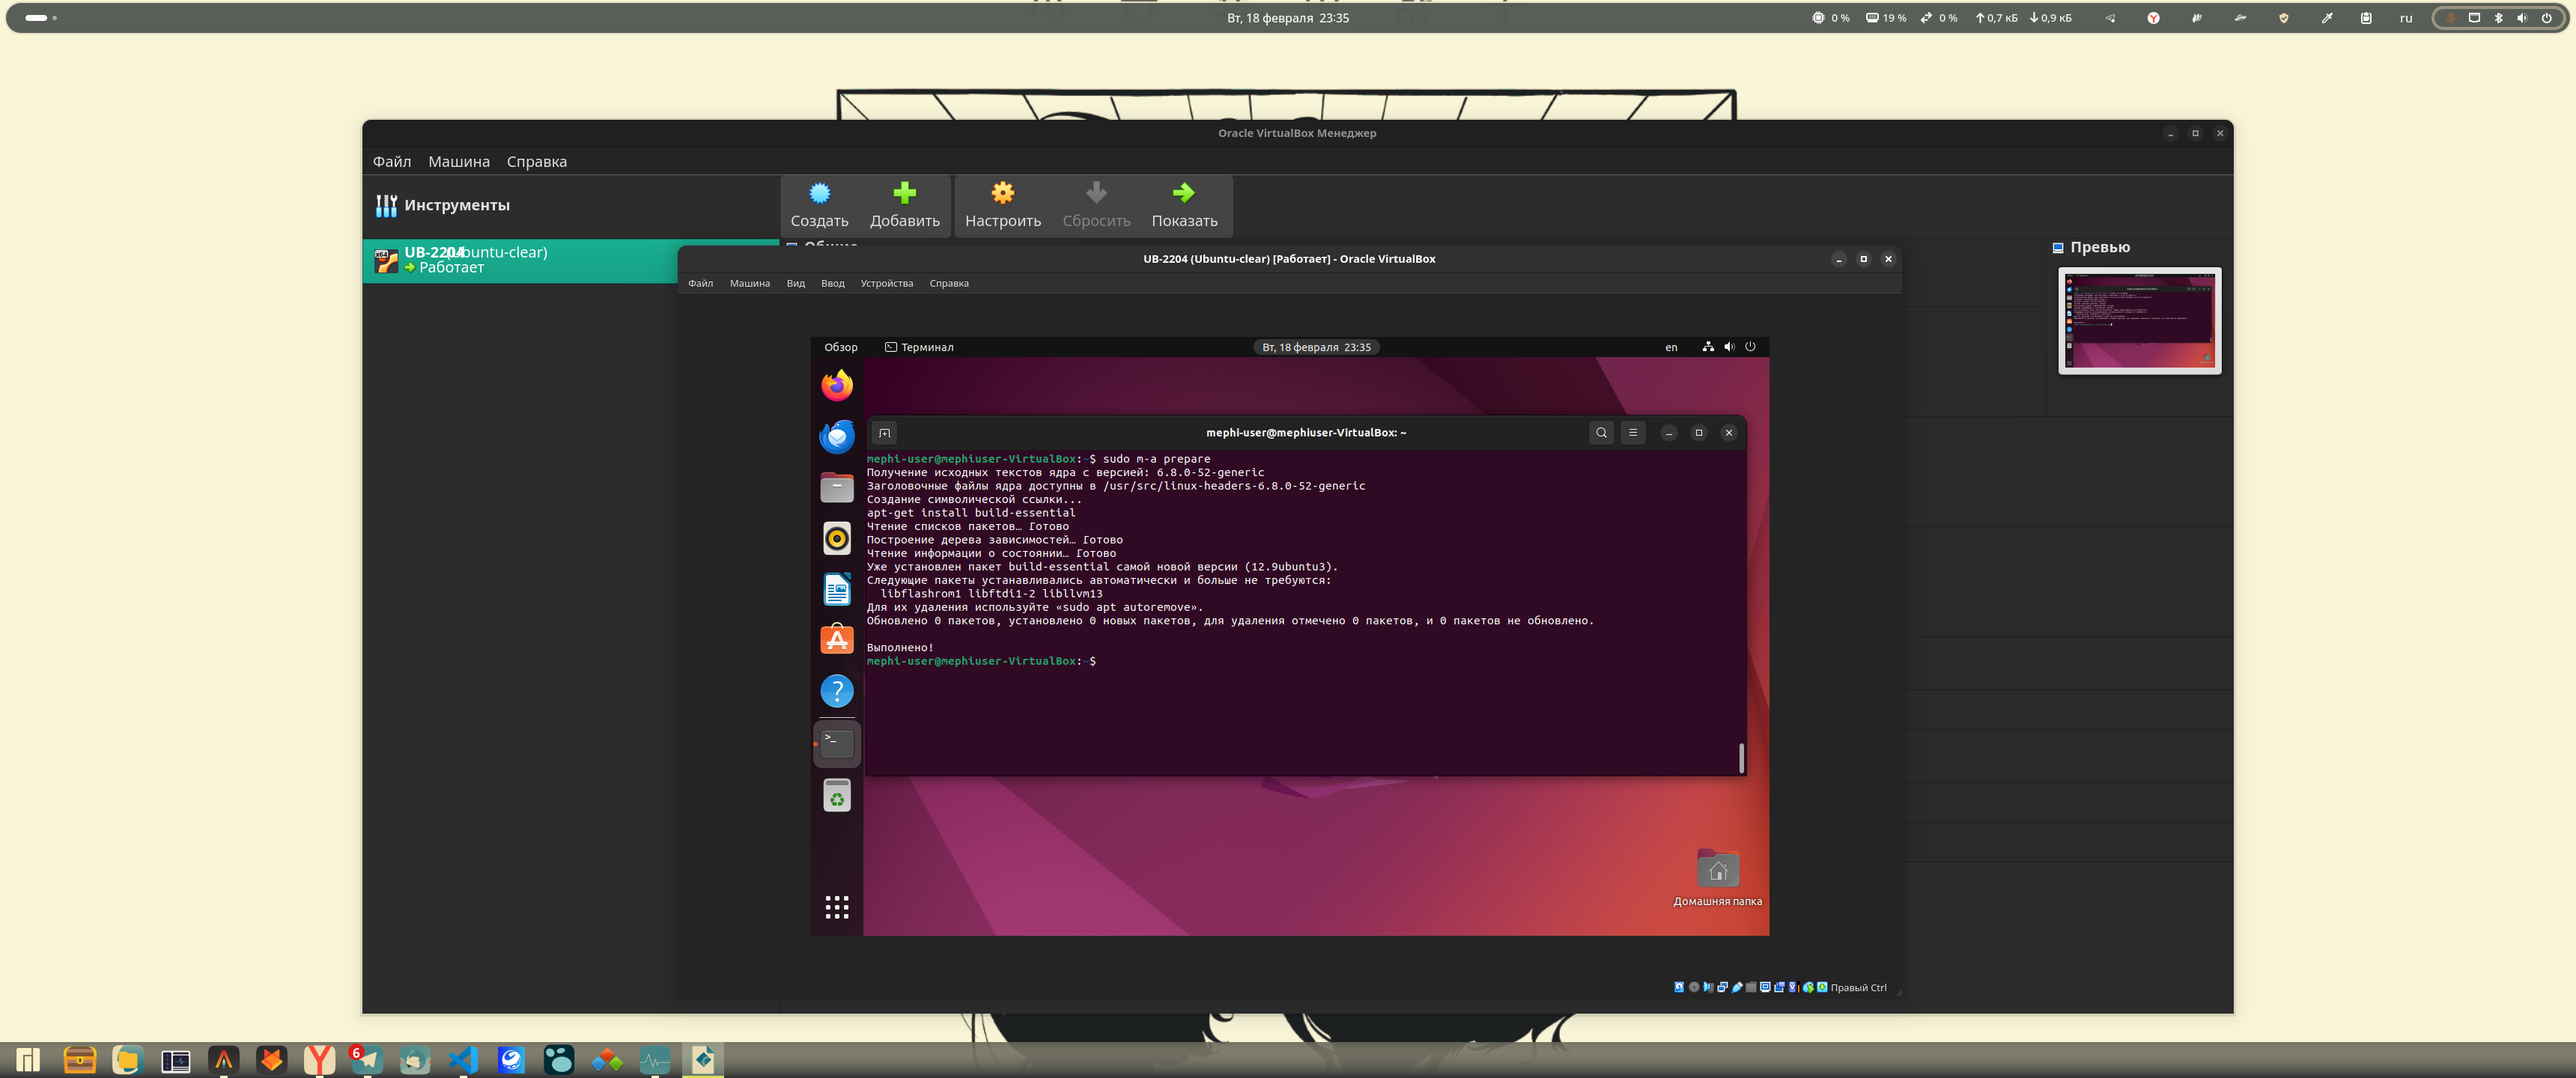 Вт, 18 февраля 23:35
0 % 19 % 0 % 0,7 кБ 0,9 кБ
ru
Oracle VirtualBox Менеджер
Файл Машина Справка
Инструменты
Создать Добавить Настроить Сбросить Показать
UB-2204 (Ubuntu-clear)
Работает
Превью
UB-2204 (Ubuntu-clear) [Работает] - Oracle VirtualBox
Файл Машина Вид Ввод Устройства Справка
Обзор Терминал Вт, 18 февраля 23:35 en
mephi-user@mephiuser-VirtualBox: ~
mephi-user@mephiuser-VirtualBox:~$ sudo m-a prepare
Получение исходных текстов ядра с версией: 6.8.0-52-generic
Заголовочные файлы ядра доступны в /usr/src/linux-headers-6.8.0-52-generic
Создание символической ссылки...
apt-get install build-essential
Чтение списков пакетов… Готово
Построение дерева зависимостей… Готово
Чтение информации о состоянии… Готово
Уже установлен пакет build-essential самой новой версии (12.9ubuntu3).
Следующие пакеты устанавливались автоматически и больше не требуются:
libflashrom1 libftdi1-2 libllvm13
Для их удаления используйте «sudo apt autoremove».
Обновлено 0 пакетов, установлено 0 новых пакетов, для удаления отмечено 0 пакетов, и 0 пакетов не обновлено.
Выполнено!
mephi-user@mephiuser-VirtualBox:~$
Домашняя папка
Правый Ctrl
6